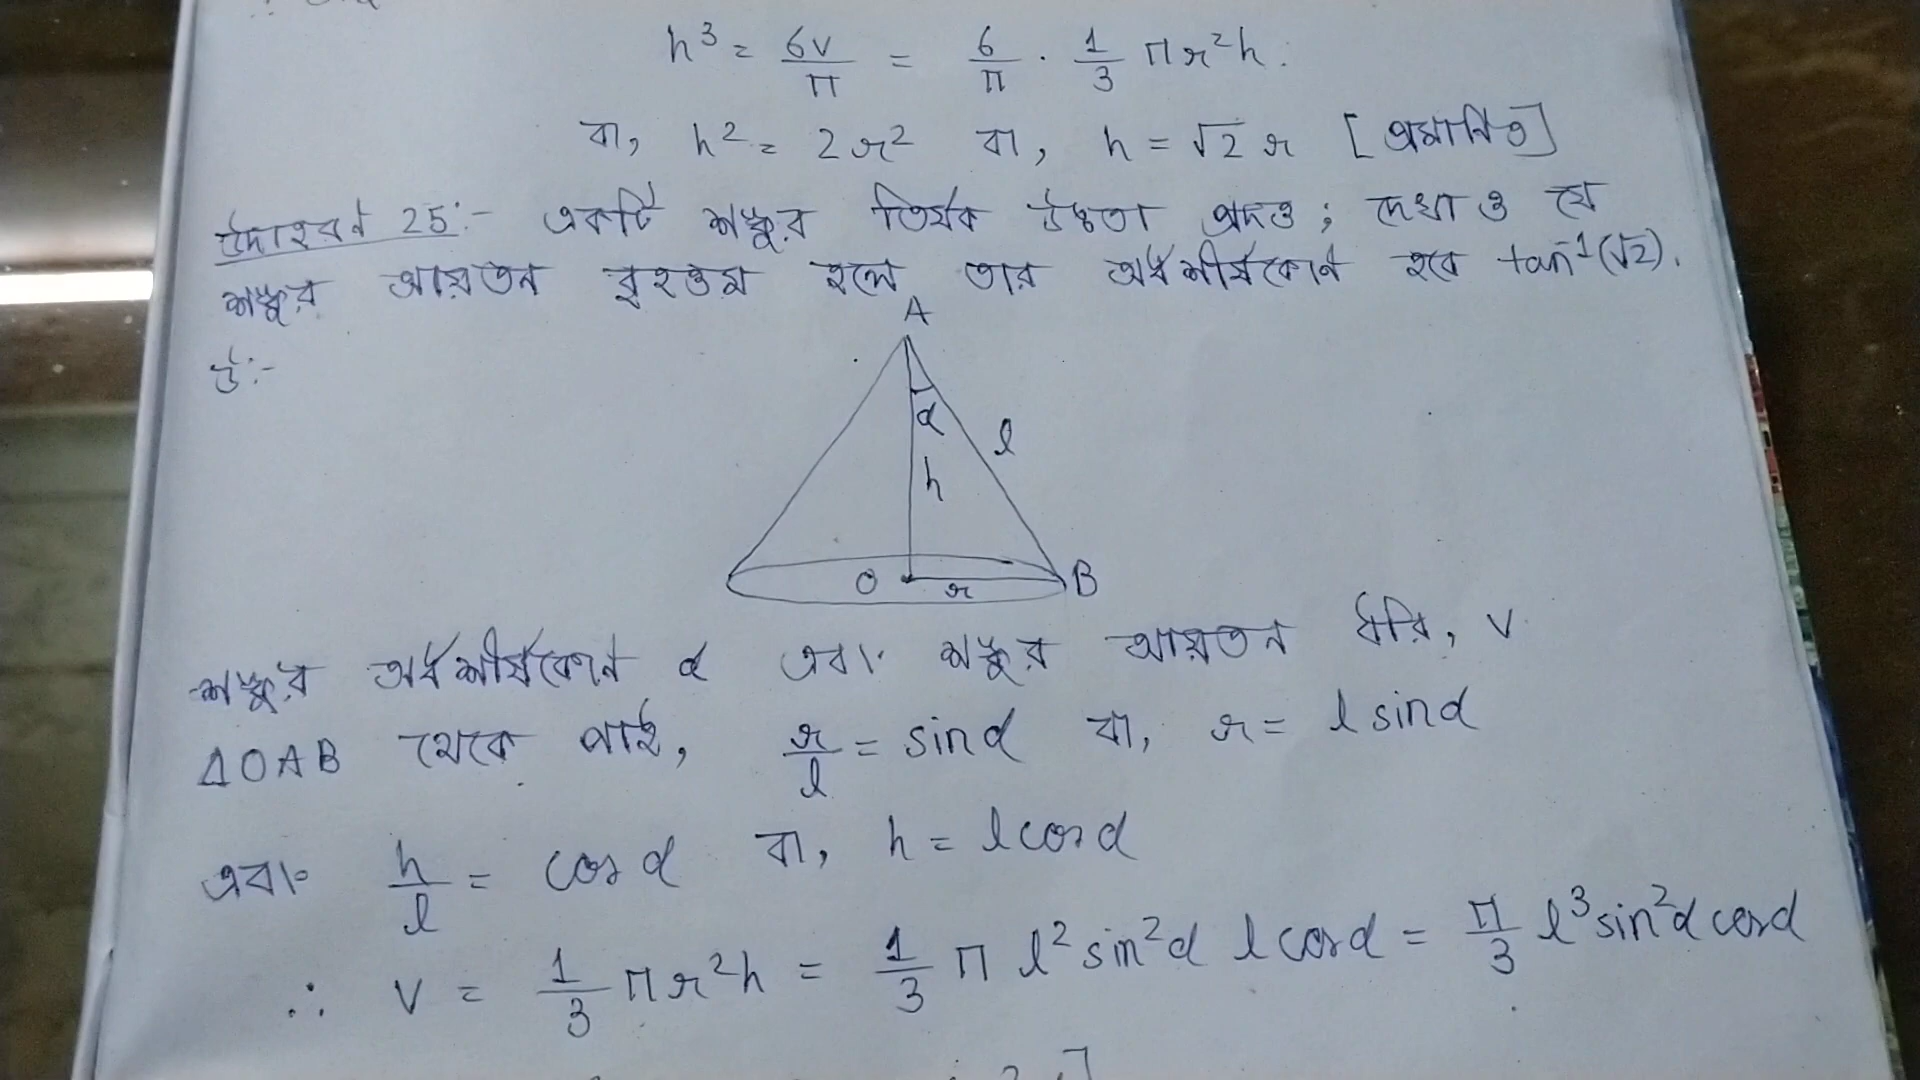 h³ = 6v/π = 6/π · 1/3 πr²h.
বা, h² = 2r² বা, h = √2 r [প্রমানিত]
উদাহরণ 25:- একটি শঙ্কুর তির্যক উচ্চতা প্রদত্ত ; দেখাও যে
শঙ্কুর আয়তন বৃহত্তম হলে তার অর্ধশীর্ষকোণ হবে tan⁻¹(√2).
A
উ:-
α
l
h
O r B
শঙ্কুর অর্ধশীর্ষকোণ α এবং শঙ্কুর আয়তন ধরি, v
ΔOAB থেকে পাই, r/l = sinα বা, r = l sinα
এবং h/l = cosα বা, h = l cosα
∴ v = 1/3 πr²h = 1/3 π l² sin²α l cosα = π/3 l³ sin²α cosα